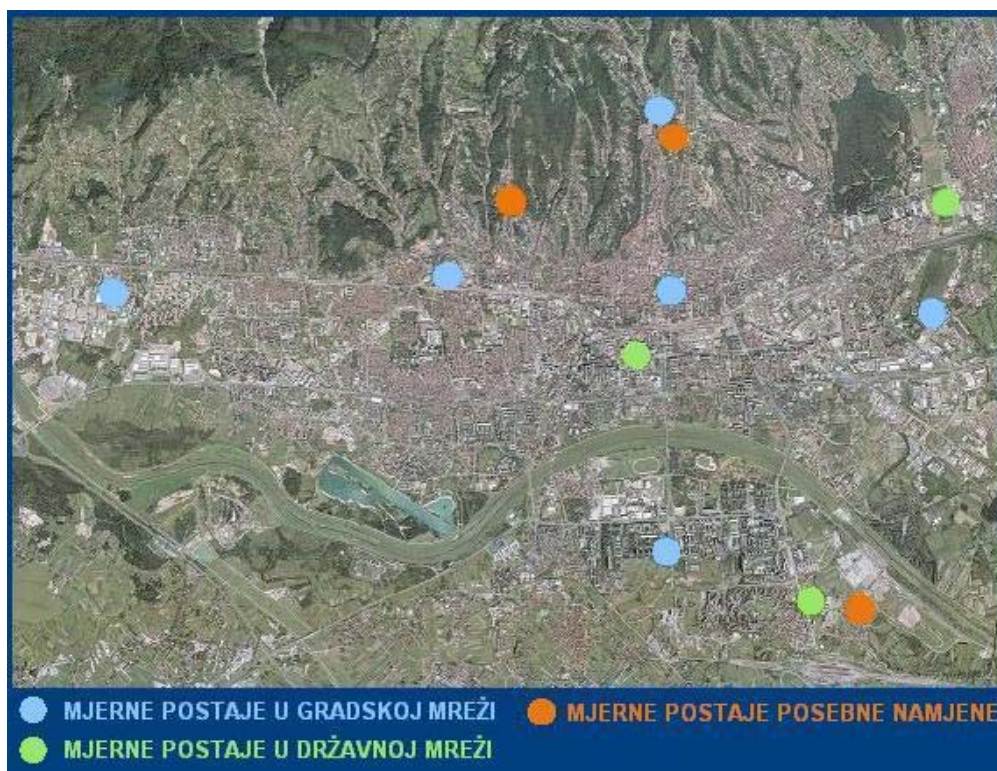 MJERNE POSTAJE U GRADSKOJ MREŽI
MJERNE POSTAJE POSEBNE NAMJENE
MJERNE POSTAJE U DRŽAVNOJ MREŽI